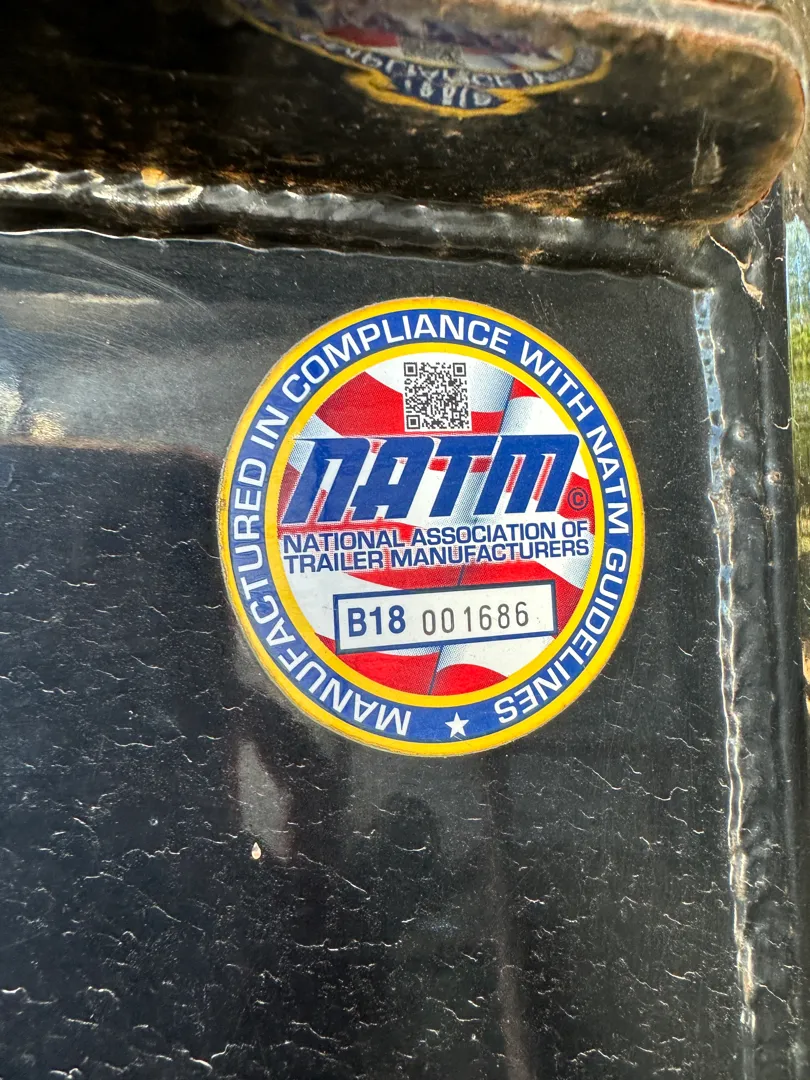 MANUFACTURED IN COMPLIANCE WITH NATM GUIDELINES
NATM©
NATIONAL ASSOCIATION OF
TRAILER MANUFACTURERS
B18 001686